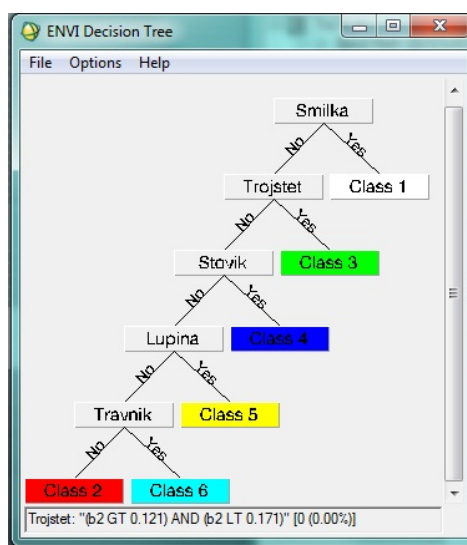 ENVI Decision Tree
File Options Help
Smilka
No Yes
Trojstet Class 1
No Yes
Stovik Class 3
No Yes
Lupina Class 4
No Yes
Travnik Class 5
No Yes
Class 2 Class 6
Trojstet: "(b2 GT 0.121) AND (b2 LT 0.171)" [0 (0.00%)]